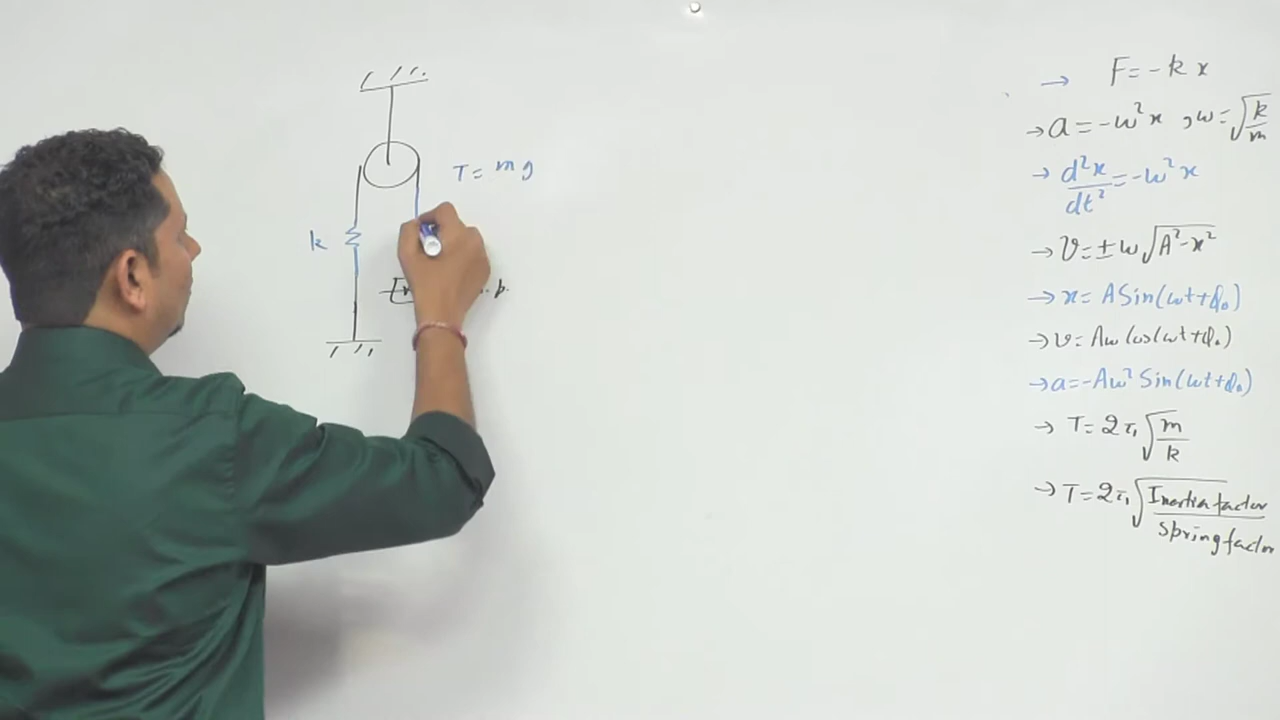 T = mg
k
F = -kx
→ a = -ω²x , ω = √(k/m)
→ d²x/dt² = -ω²x
→ v = ±ω√(A²-x²)
→ x = A Sin(ωt+φ₀)
→ v = Aω Cos(ωt+φ₀)
→ a = -Aω² Sin(ωt+φ₀)
→ T = 2π√(m/k)
→ T = 2π√(Inertia factor/Spring factor)